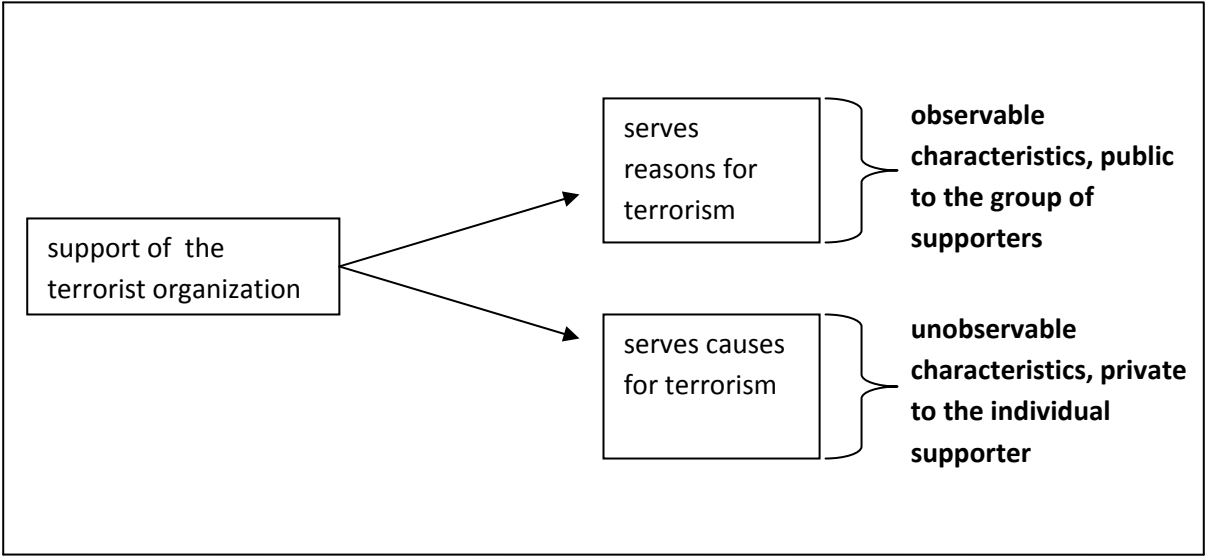 support of the
terrorist organization
serves
reasons for
terrorism
observable
characteristics, public
to the group of
supporters
serves causes
for terrorism
unobservable
characteristics, private
to the individual
supporter